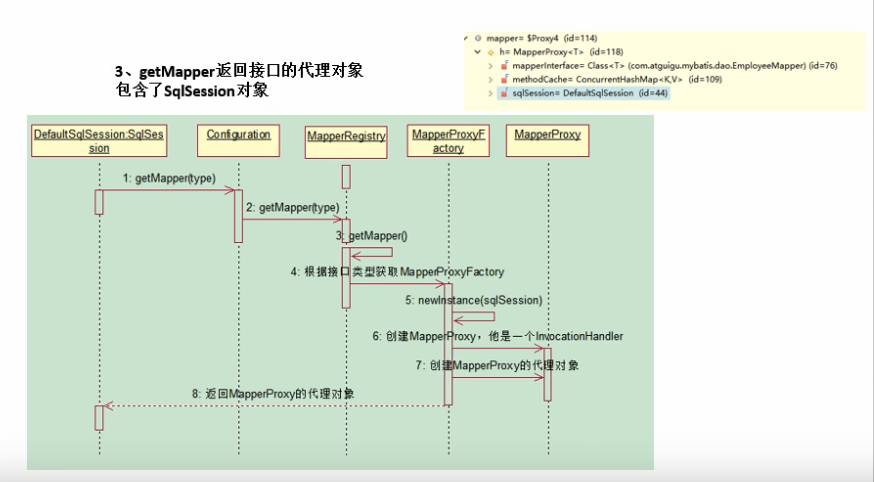 3、getMapper返回接口的代理对象
包含了SqlSession对象
mapper= $Proxy4 (id=114)
h= MapperProxy<T> (id=118)
mapperInterface= Class<T> (com.atguigu.mybatis.dao.EmployeeMapper) (id=76)
methodCache= ConcurrentHashMap<K,V> (id=109)
sqlSession= DefaultSqlSession (id=44)
DefaultSqlSession:SqlSes
sion
Configuration
MapperRegistry
MapperProxyF
actory
MapperProxy
1: getMapper(type)
2: getMapper(type)
3: getMapper()
4: 根据接口类型获取MapperProxyFactory
5: newInstance(sqlSession)
6: 创建MapperProxy，他是一个InvocationHandler
7: 创建MapperProxy的代理对象
8: 返回MapperProxy的代理对象